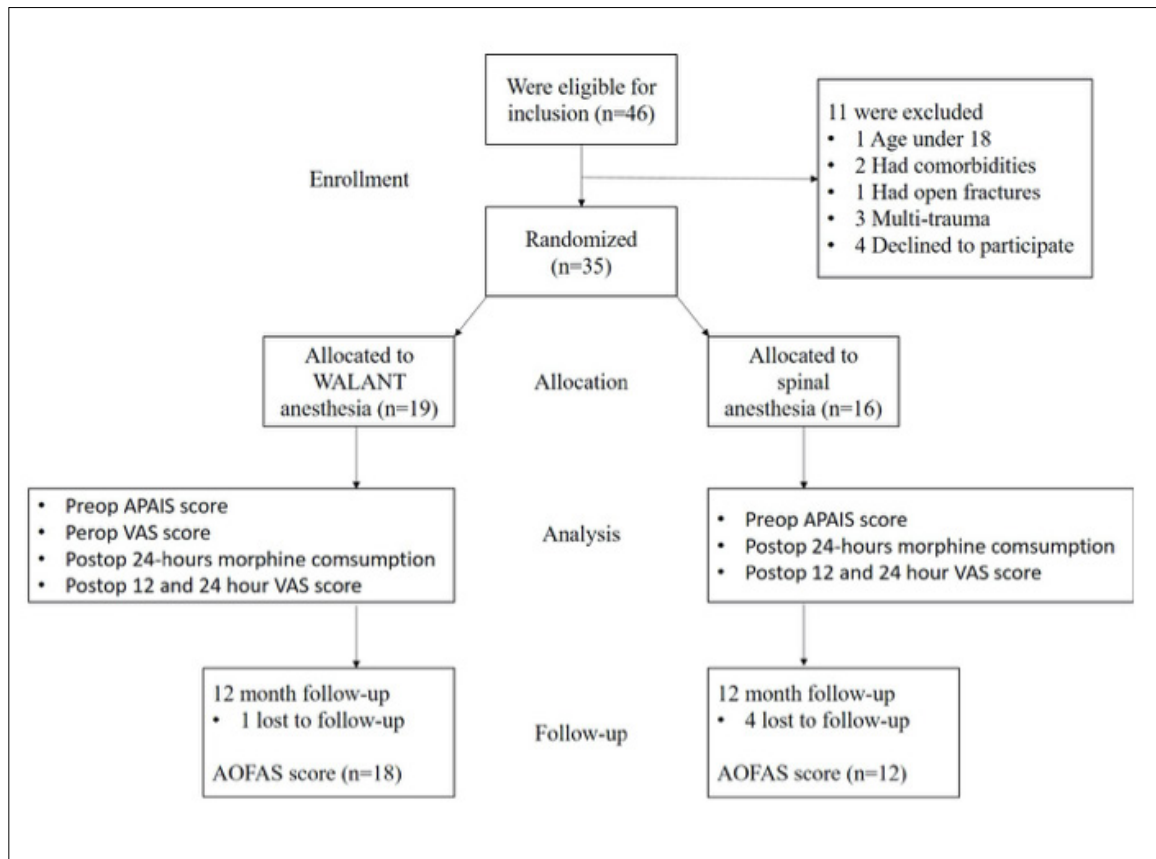 Were eligible for
inclusion (n=46)
11 were excluded
• 1 Age under 18
• 2 Had comorbidities
• 1 Had open fractures
• 3 Multi-trauma
• 4 Declined to participate
Enrollment
Randomized
(n=35)
Allocated to
WALANT
anesthesia (n=19)
Allocation
Allocated to
spinal
anesthesia (n=16)
• Preop APAIS score
• Perop VAS score
• Postop 24-hours morphine comsumption
• Postop 12 and 24 hour VAS score
Analysis
• Preop APAIS score
• Postop 24-hours morphine comsumption
• Postop 12 and 24 hour VAS score
12 month follow-up
• 1 lost to follow-up
AOFAS score (n=18)
Follow-up
12 month follow-up
• 4 lost to follow-up
AOFAS score (n=12)